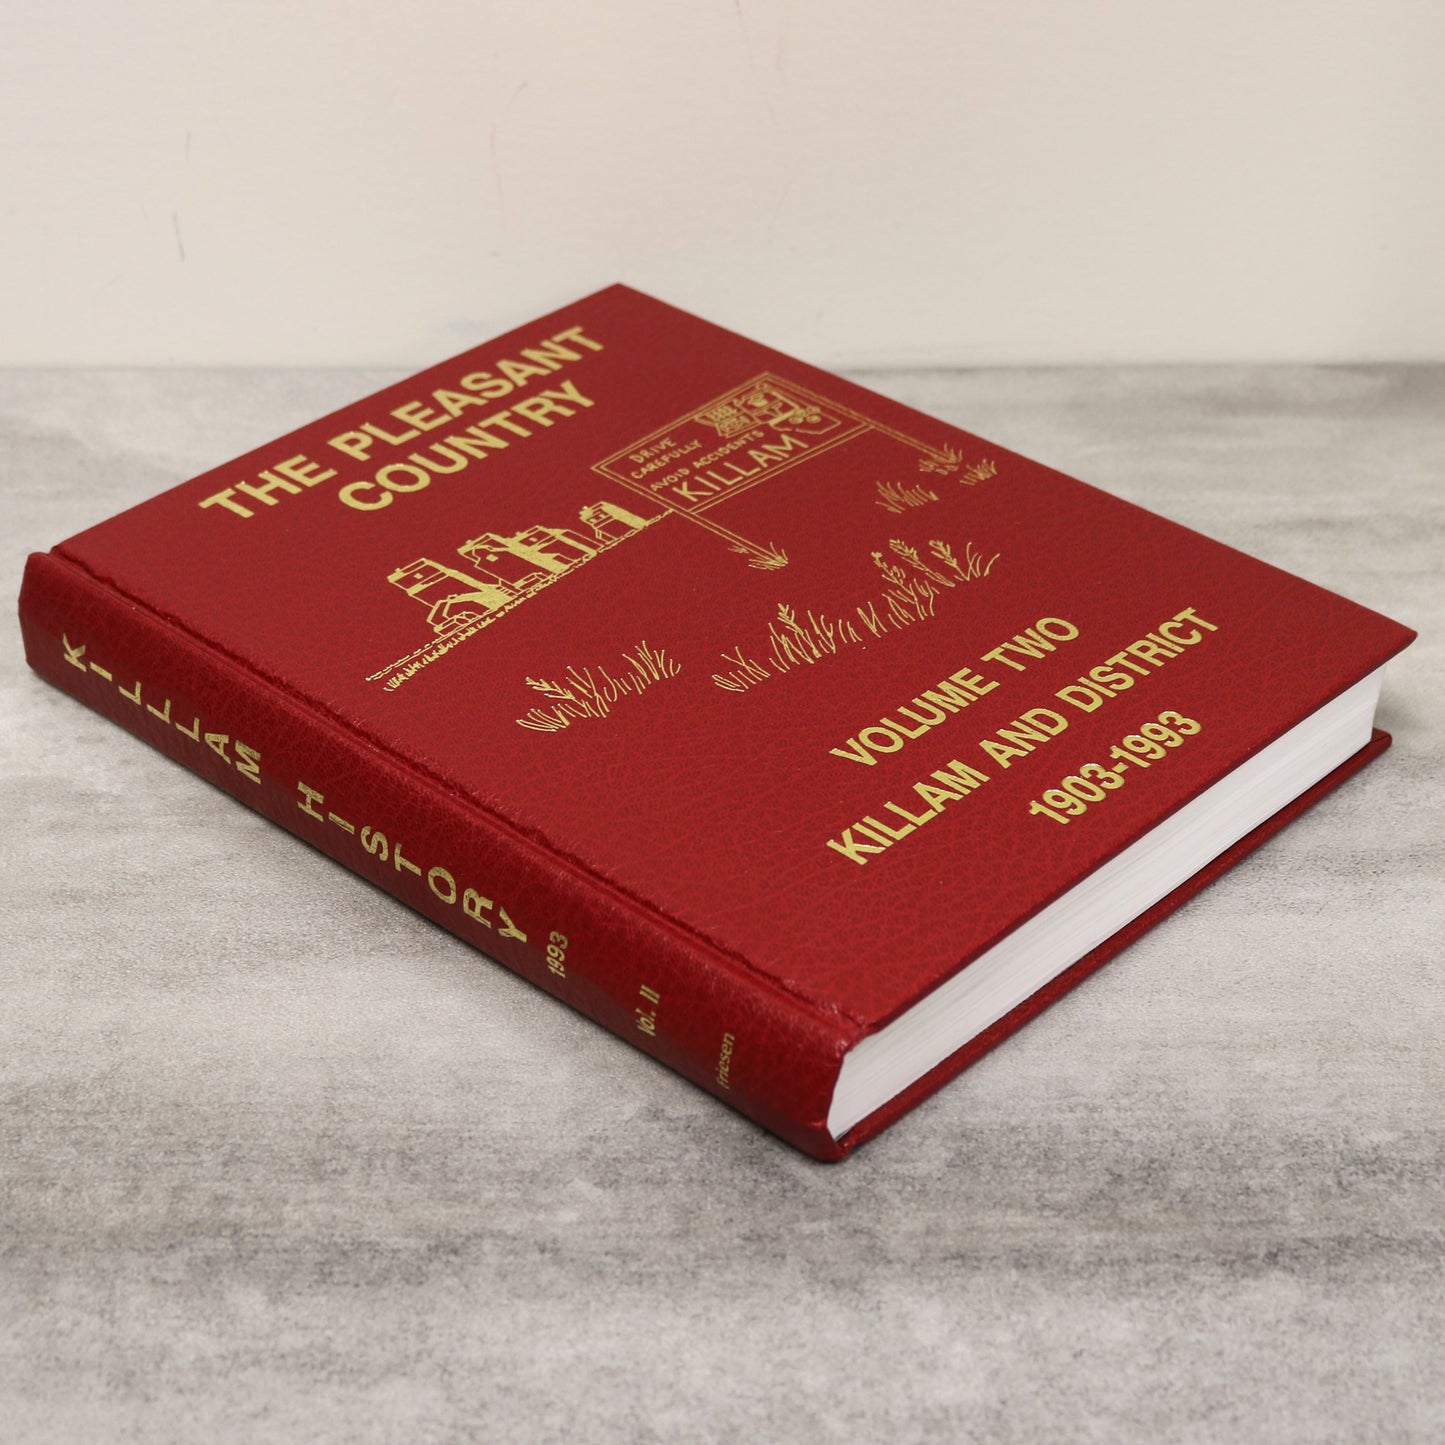 THE PLEASANT
COUNTRY
DRIVE
CAREFULLY
AVOID ACCIDENTS
KILLAM
VOLUME TWO
KILLAM AND DISTRICT
1903-1993
KILLAM HISTORY
1993
Vol. II
Friesen